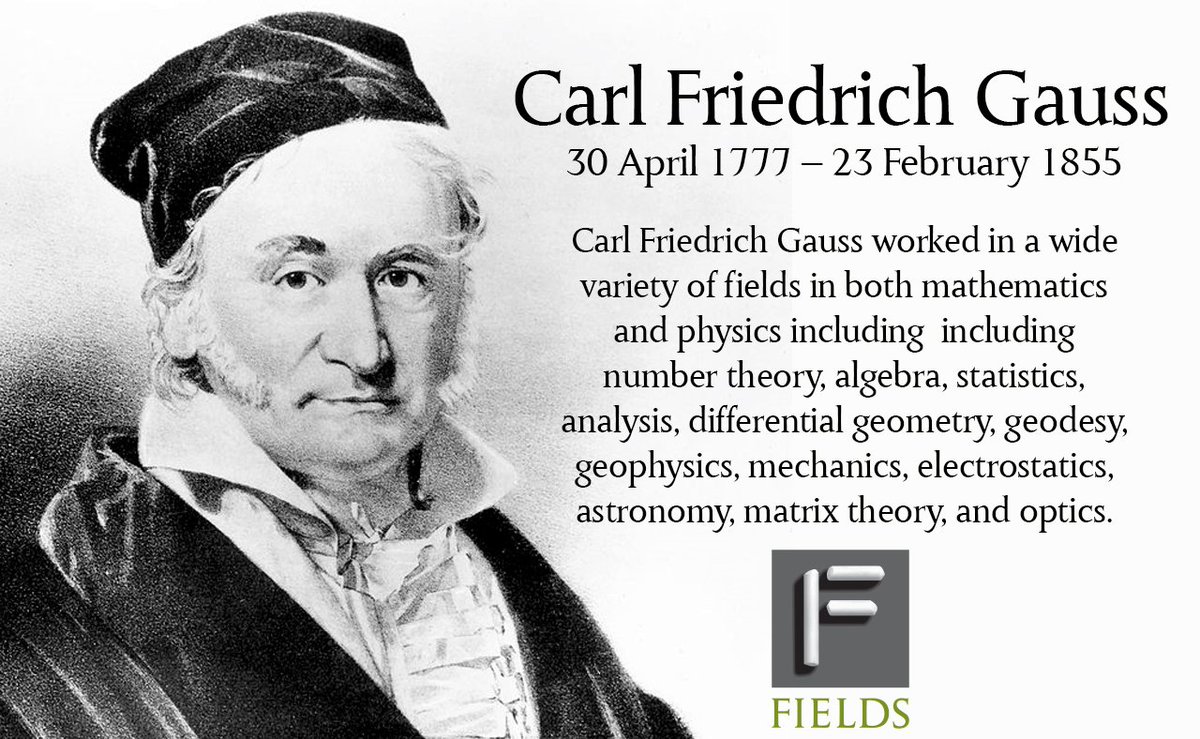 Carl Friedrich Gauss
30 April 1777 – 23 February 1855
Carl Friedrich Gauss worked in a wide
variety of fields in both mathematics
and physics including  including
number theory, algebra, statistics,
analysis, differential geometry, geodesy,
geophysics, mechanics, electrostatics,
astronomy, matrix theory, and optics.
F
FIELDS